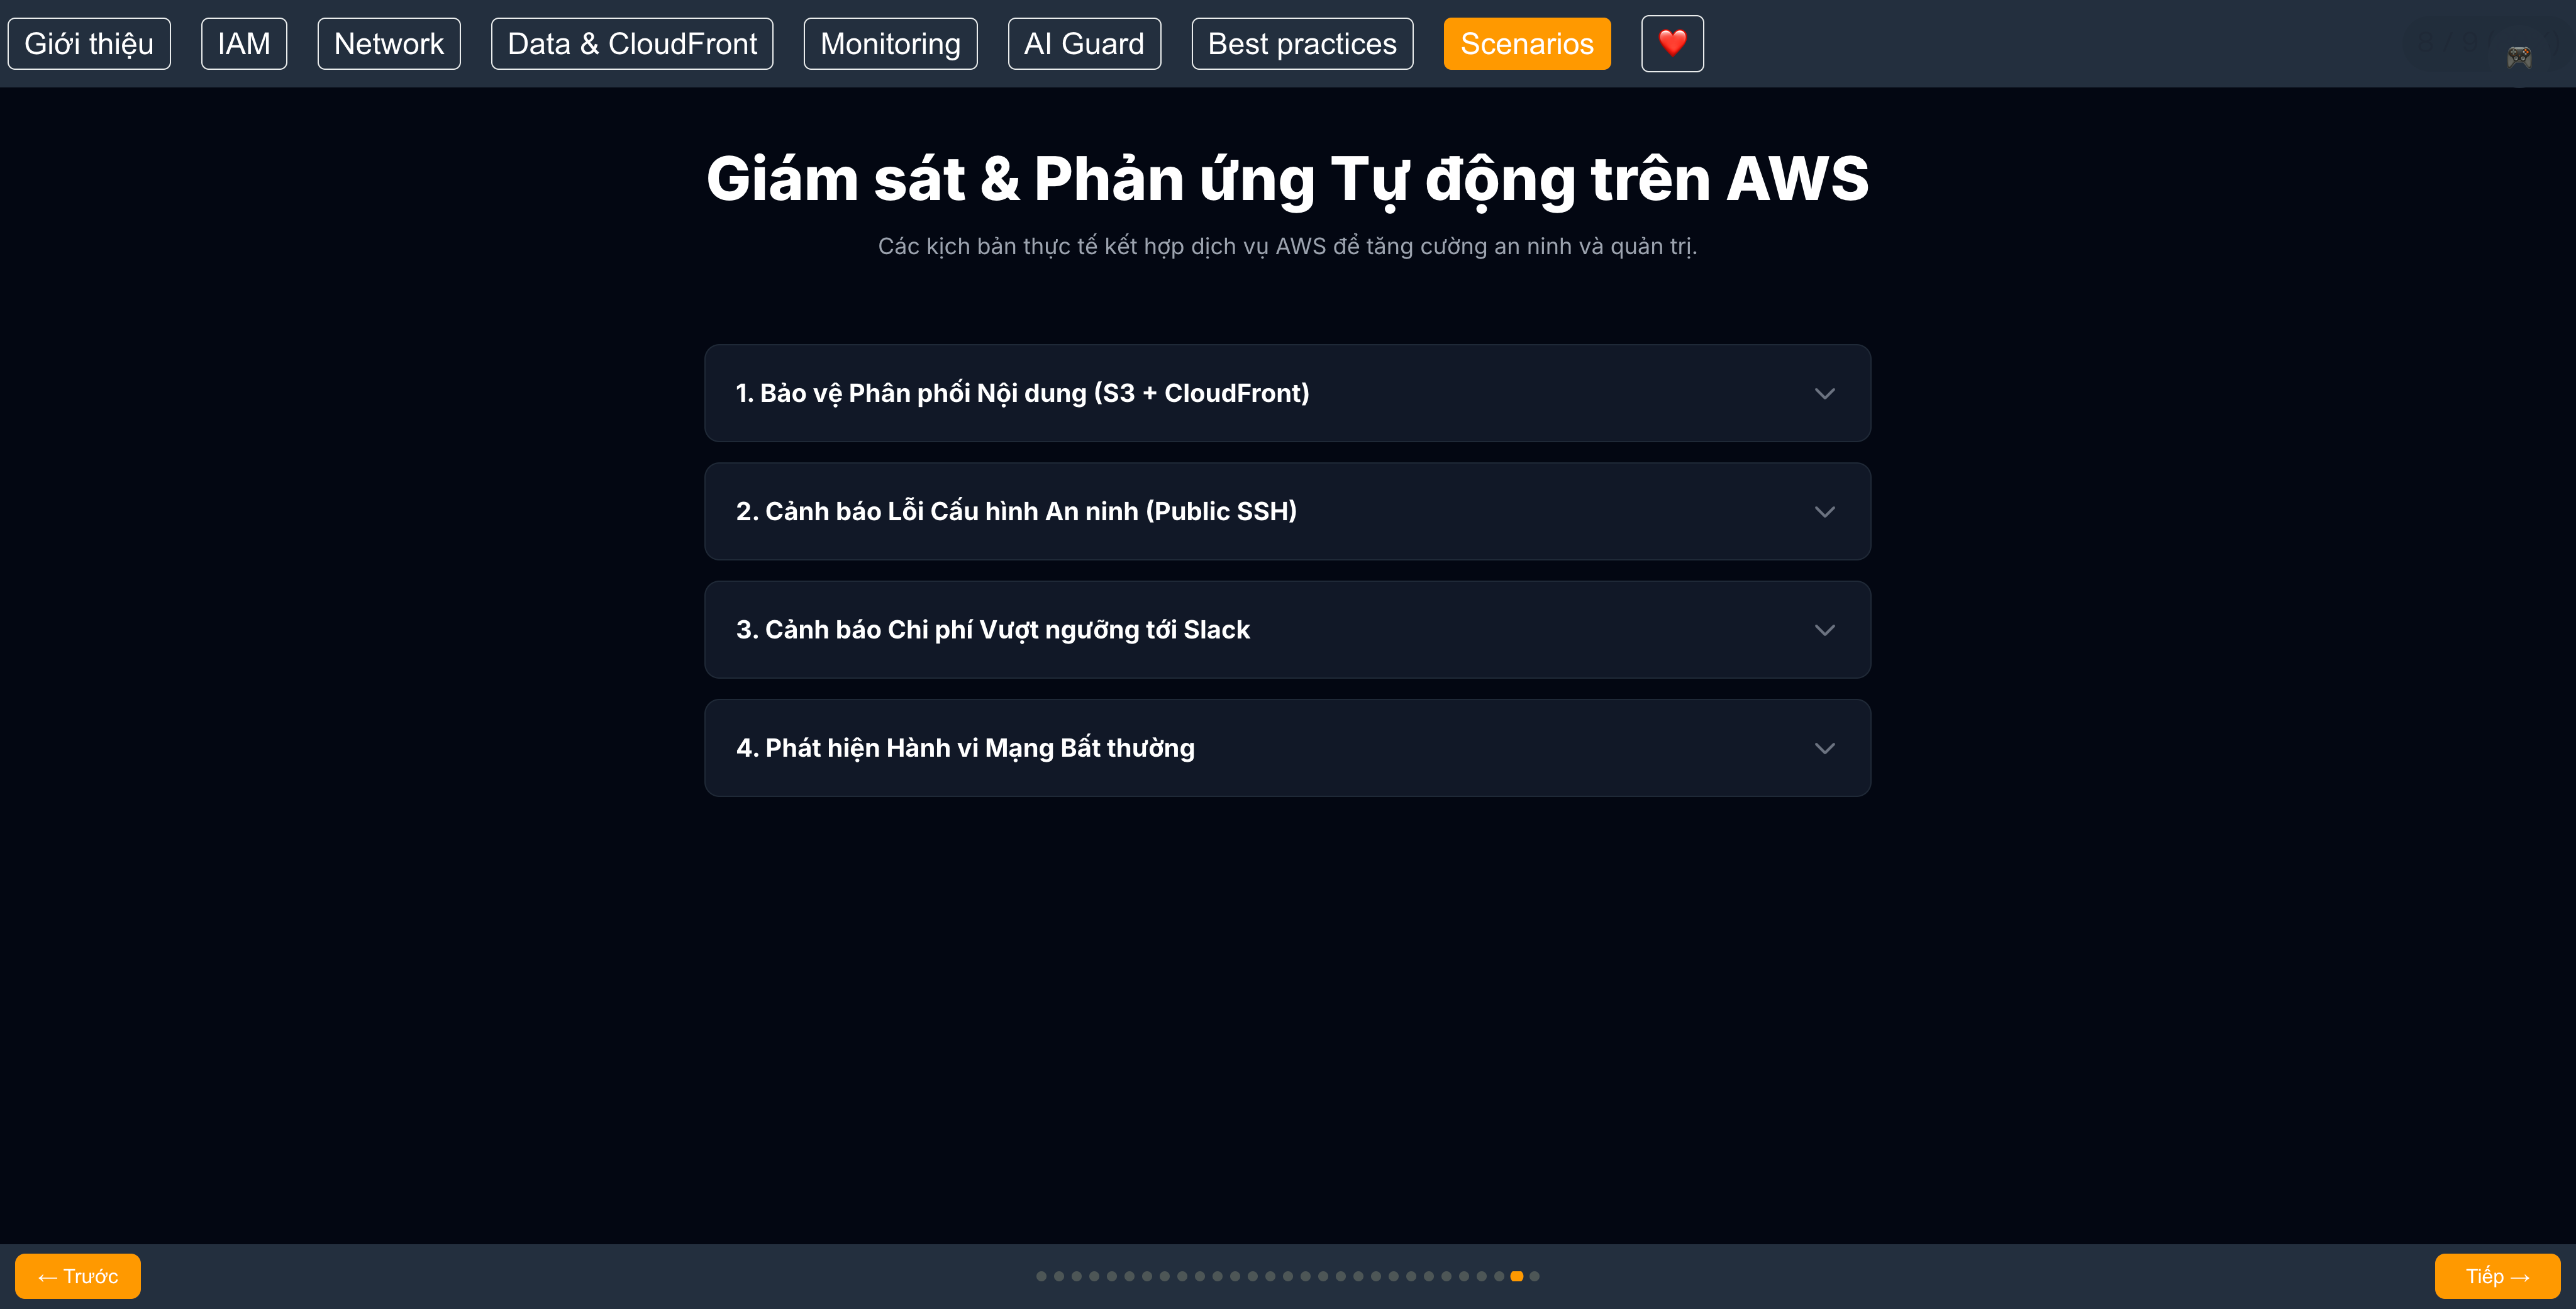 Giới thiệu IAM Network Data & CloudFront Monitoring AI Guard Best practices Scenarios
Giám sát & Phản ứng Tự động trên AWS
Các kịch bản thực tế kết hợp dịch vụ AWS để tăng cường an ninh và quản trị.
1. Bảo vệ Phân phối Nội dung (S3 + CloudFront)
2. Cảnh báo Lỗi Cấu hình An ninh (Public SSH)
3. Cảnh báo Chi phí Vượt ngưỡng tới Slack
4. Phát hiện Hành vi Mạng Bất thường
← Trước Tiếp →